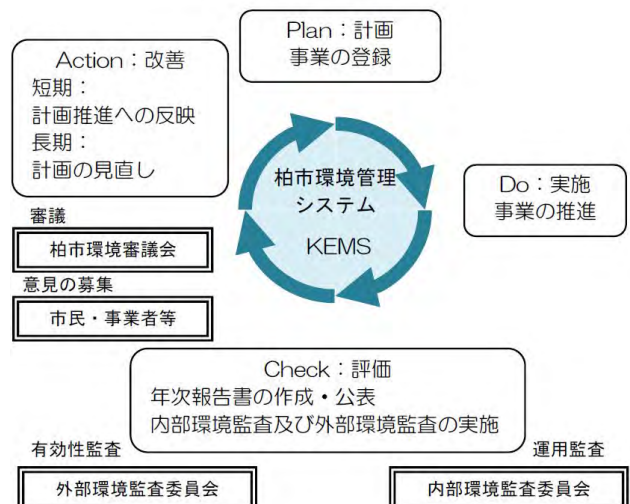 Plan：計画
事業の登録
Action：改善
短期：
計画推進への反映
長期：
計画の見直し
柏市環境管理
システム
KEMS
Do：実施
事業の推進
審議
柏市環境審議会
意見の募集
市民・事業者等
Check：評価
年次報告書の作成・公表
内部環境監査及び外部環境監査の実施
有効性監査
外部環境監査委員会
運用監査
内部環境監査委員会